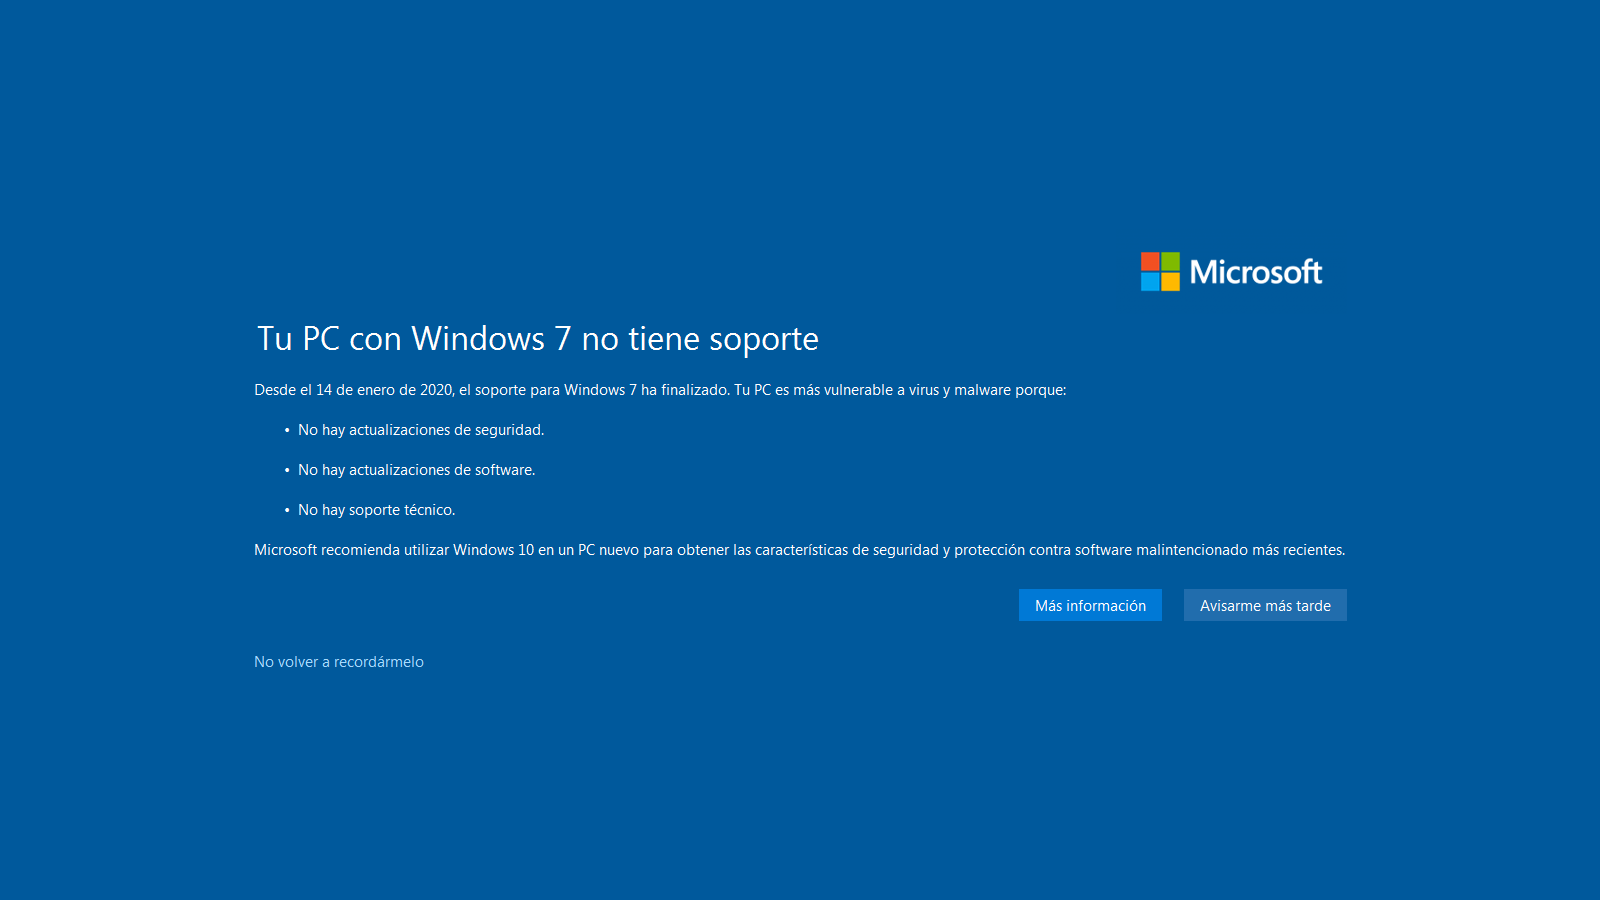 Microsoft
Tu PC con Windows 7 no tiene soporte
Desde el 14 de enero de 2020, el soporte para Windows 7 ha finalizado. Tu PC es más vulnerable a virus y malware porque:
• No hay actualizaciones de seguridad.
• No hay actualizaciones de software.
• No hay soporte técnico.
Microsoft recomienda utilizar Windows 10 en un PC nuevo para obtener las características de seguridad y protección contra software malintencionado más recientes.
Más información
Avisarme más tarde
No volver a recordármelo